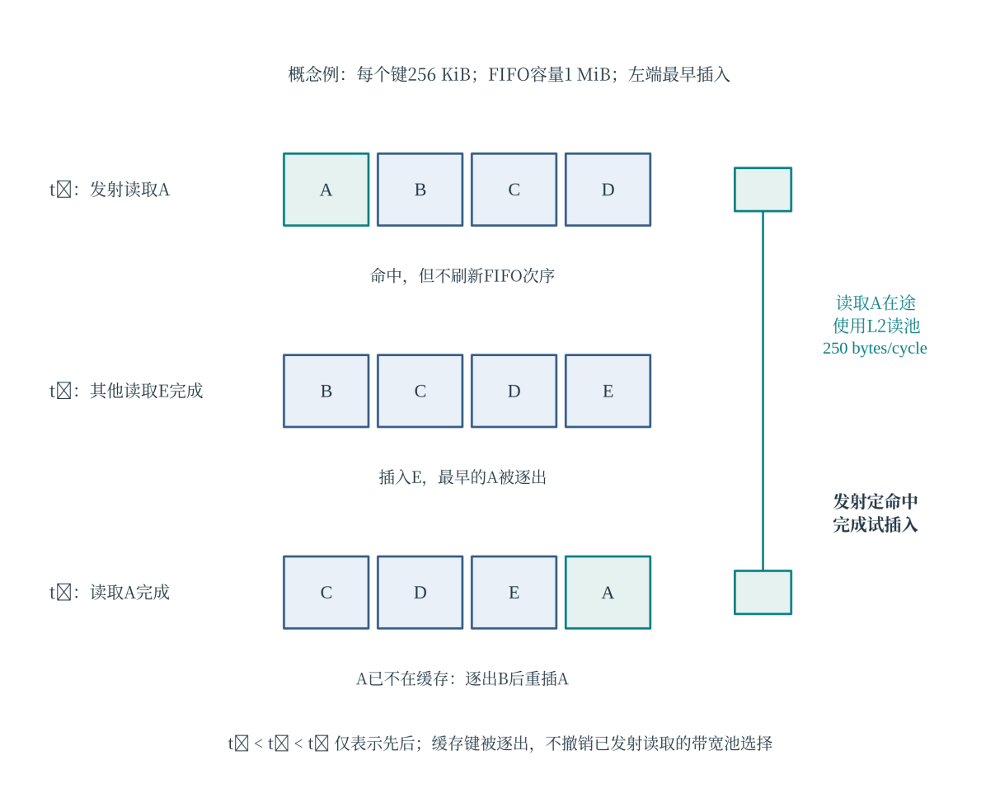 概念例：每个键256 KiB；FIFO容量1 MiB；左端最早插入
t：发射读取A
A B C D
命中，但不刷新FIFO次序
读取A在途
使用L2读池
250 bytes/cycle
t：其他读取E完成
B C D E
插入E，最早的A被逐出
发射定命中
完成试插入
t：读取A完成
C D E A
A已不在缓存：逐出B后重插A
t < t < t 仅表示先后；缓存键被逐出，不撤销已发射读取的带宽池选择